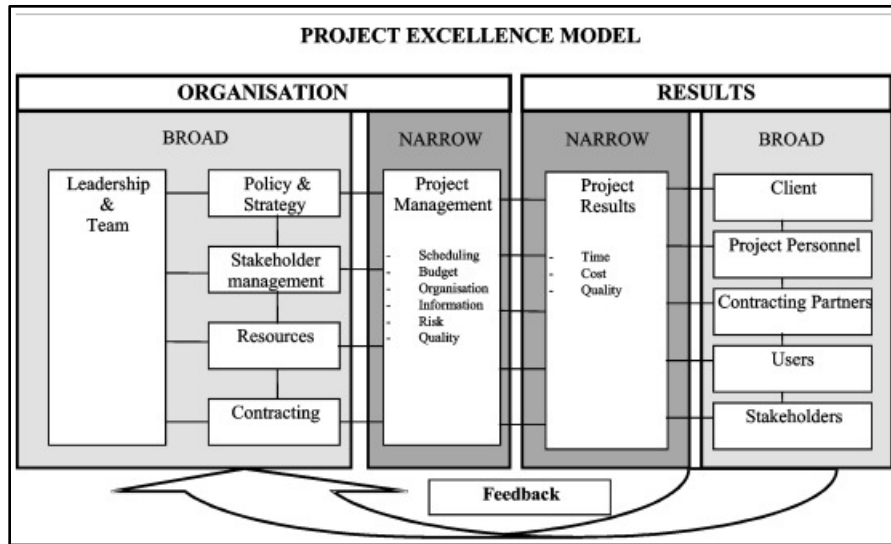 PROJECT EXCELLENCE MODEL
ORGANISATION
RESULTS
BROAD
NARROW
NARROW
BROAD
Leadership
&
Team
Policy &
Strategy
Stakeholder
management
Resources
Contracting
Project
Management
- Scheduling
- Budget
- Organisation
- Information
- Risk
- Quality
Project
Results
- Time
- Cost
- Quality
Client
Project Personnel
Contracting Partners
Users
Stakeholders
Feedback